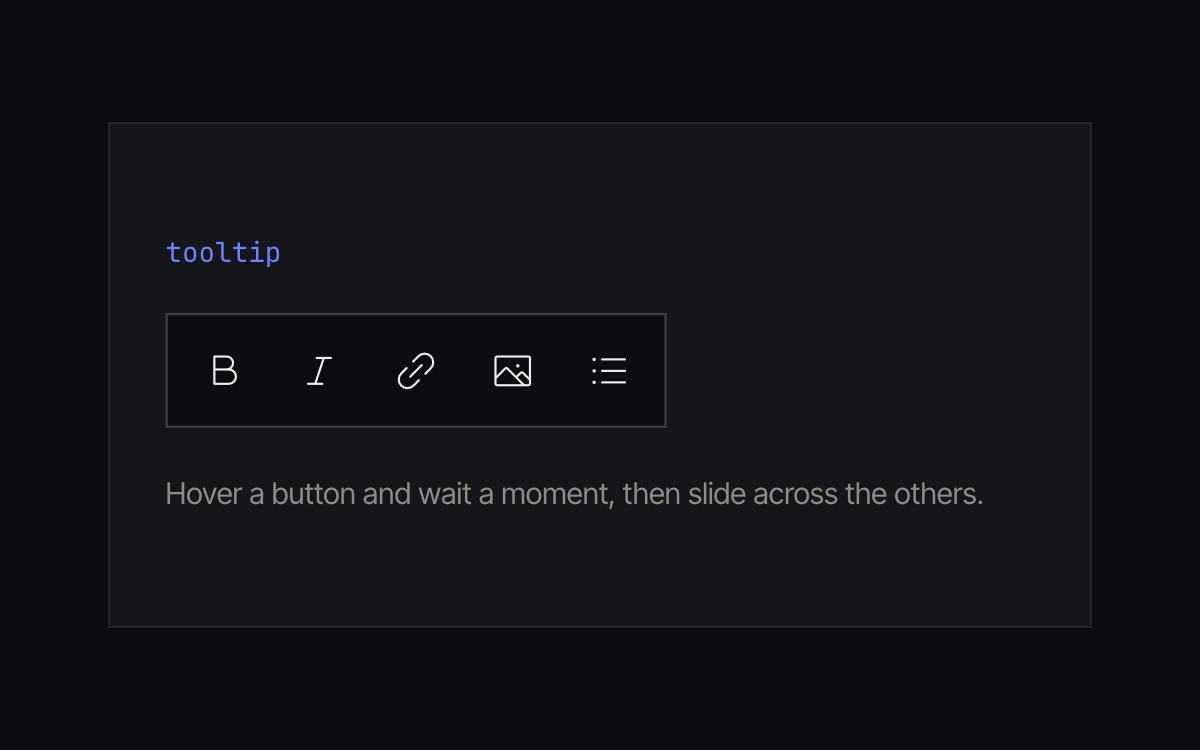 tooltip
B I
Hover a button and wait a moment, then slide across the others.